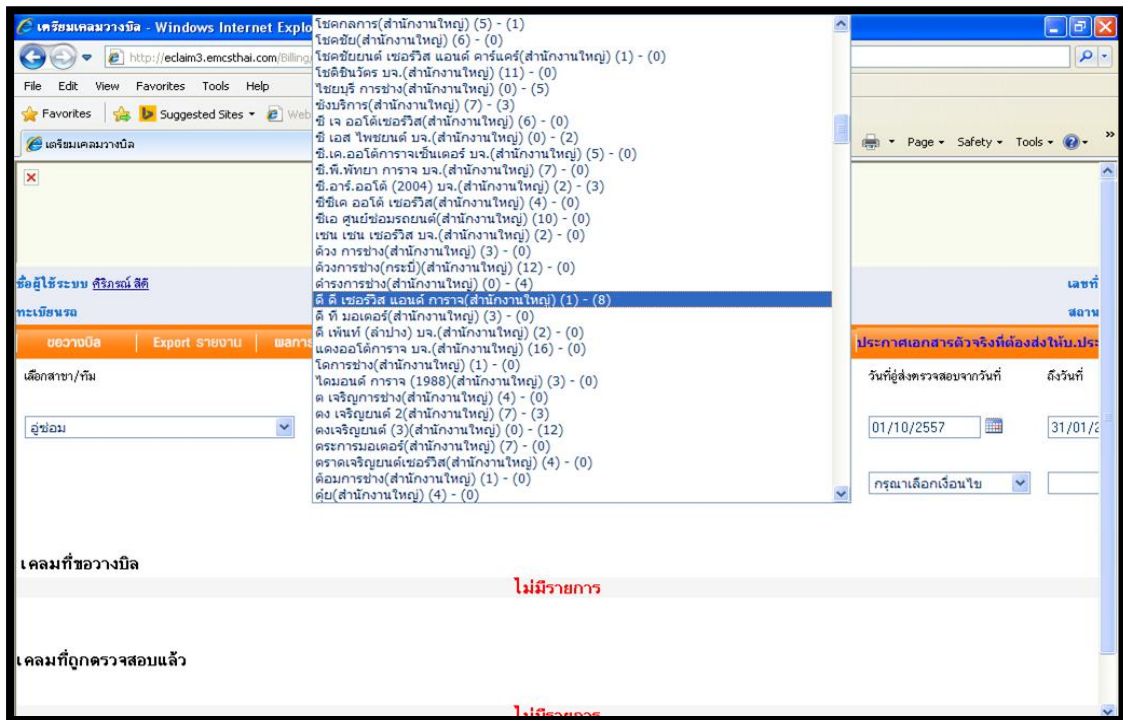 เตรียมเคลมวางบิล - Windows Internet Explo
http://eclaim3.emcsthai.com/Billing/
File Edit View Favorites Tools Help
Favorites Suggested Sites Web
เตรียมเคลมวางบิล
Page Safety Tools
โชคกลการ(สำนักงานใหญ่) (5) - (1)
โชคชัย(สำนักงานใหญ่) (6) - (0)
โชคชัยยนต์ เซอร์วิส แอนด์ คาร์แคร์(สำนักงานใหญ่) (1) - (0)
โชติชินวัตร บจ.(สำนักงานใหญ่) (11) - (0)
ไชยบุรี การช่าง(สำนักงานใหญ่) (0) - (5)
ซังบริการ(สำนักงานใหญ่) (7) - (3)
ซี เจ ออโต้เซอร์วิส(สำนักงานใหญ่) (6) - (0)
ซี เอส ไพชยนต์ บจ.(สำนักงานใหญ่) (0) - (2)
ซี.เค.ออโต้การาจเซ็นเตอร์ บจ.(สำนักงานใหญ่) (5) - (0)
ซี.พี.พัทยา การาจ บจ.(สำนักงานใหญ่) (7) - (0)
ซี.อาร์.ออโต้ (2004) บจ.(สำนักงานใหญ่) (2) - (3)
ซีซีเค ออโต้ เซอร์วิส(สำนักงานใหญ่) (4) - (0)
ซีเอ ศูนย์ซ่อมรถยนต์(สำนักงานใหญ่) (10) - (0)
เซน เซน เซอร์วิส บจ.(สำนักงานใหญ่) (2) - (0)
ด้วง การช่าง(สำนักงานใหญ่) (3) - (0)
ด้วงการช่าง(กระบี่)(สำนักงานใหญ่) (12) - (0)
ดำรงการช่าง(สำนักงานใหญ่) (0) - (4)
ดี ดี เซอร์วิส แอนด์ การาจ(สำนักงานใหญ่) (1) - (8)
ดี ที มอเตอร์(สำนักงานใหญ่) (3) - (0)
ดี เพ้นท์ (ลำปาง) บจ.(สำนักงานใหญ่) (2) - (0)
แดงออโต้การาจ บจ.(สำนักงานใหญ่) (16) - (0)
โดการช่าง(สำนักงานใหญ่) (1) - (0)
ไดมอนด์ การาจ (1988)(สำนักงานใหญ่) (3) - (0)
ต เจริญการช่าง(สำนักงานใหญ่) (4) - (0)
ตง เจริญยนต์ 2(สำนักงานใหญ่) (7) - (3)
ตงเจริญยนต์ (3)(สำนักงานใหญ่) (0) - (12)
ตระการมอเตอร์(สำนักงานใหญ่) (7) - (0)
ตราดเจริญยนต์เซอร์วิส(สำนักงานใหญ่) (4) - (0)
ต้อมการช่าง(สำนักงานใหญ่) (1) - (0)
ตุ๋ย(สำนักงานใหญ่) (4) - (0)
ชื่อผู้ใช้ระบบ ศิริภรณ์ สีดี
เลขที่
ทะเบียนรถ
สถาน
ขอวางบิล Export รายงาน ผลการ
ประกาศเอกสารตัวจริงที่ต้องส่งให้บ.ประ
เลือกสาขา/ทีม
วันที่อู่ส่งตรวจสอบจากวันที่ ถึงวันที่
อู่ซ่อม
01/10/2557 31/01/2
กรุณาเลือกเงื่อนไข
เคลมที่ขอวางบิล
ไม่มีรายการ
เคลมที่ถูกตรวจสอบแล้ว
ไม่มีรายการ